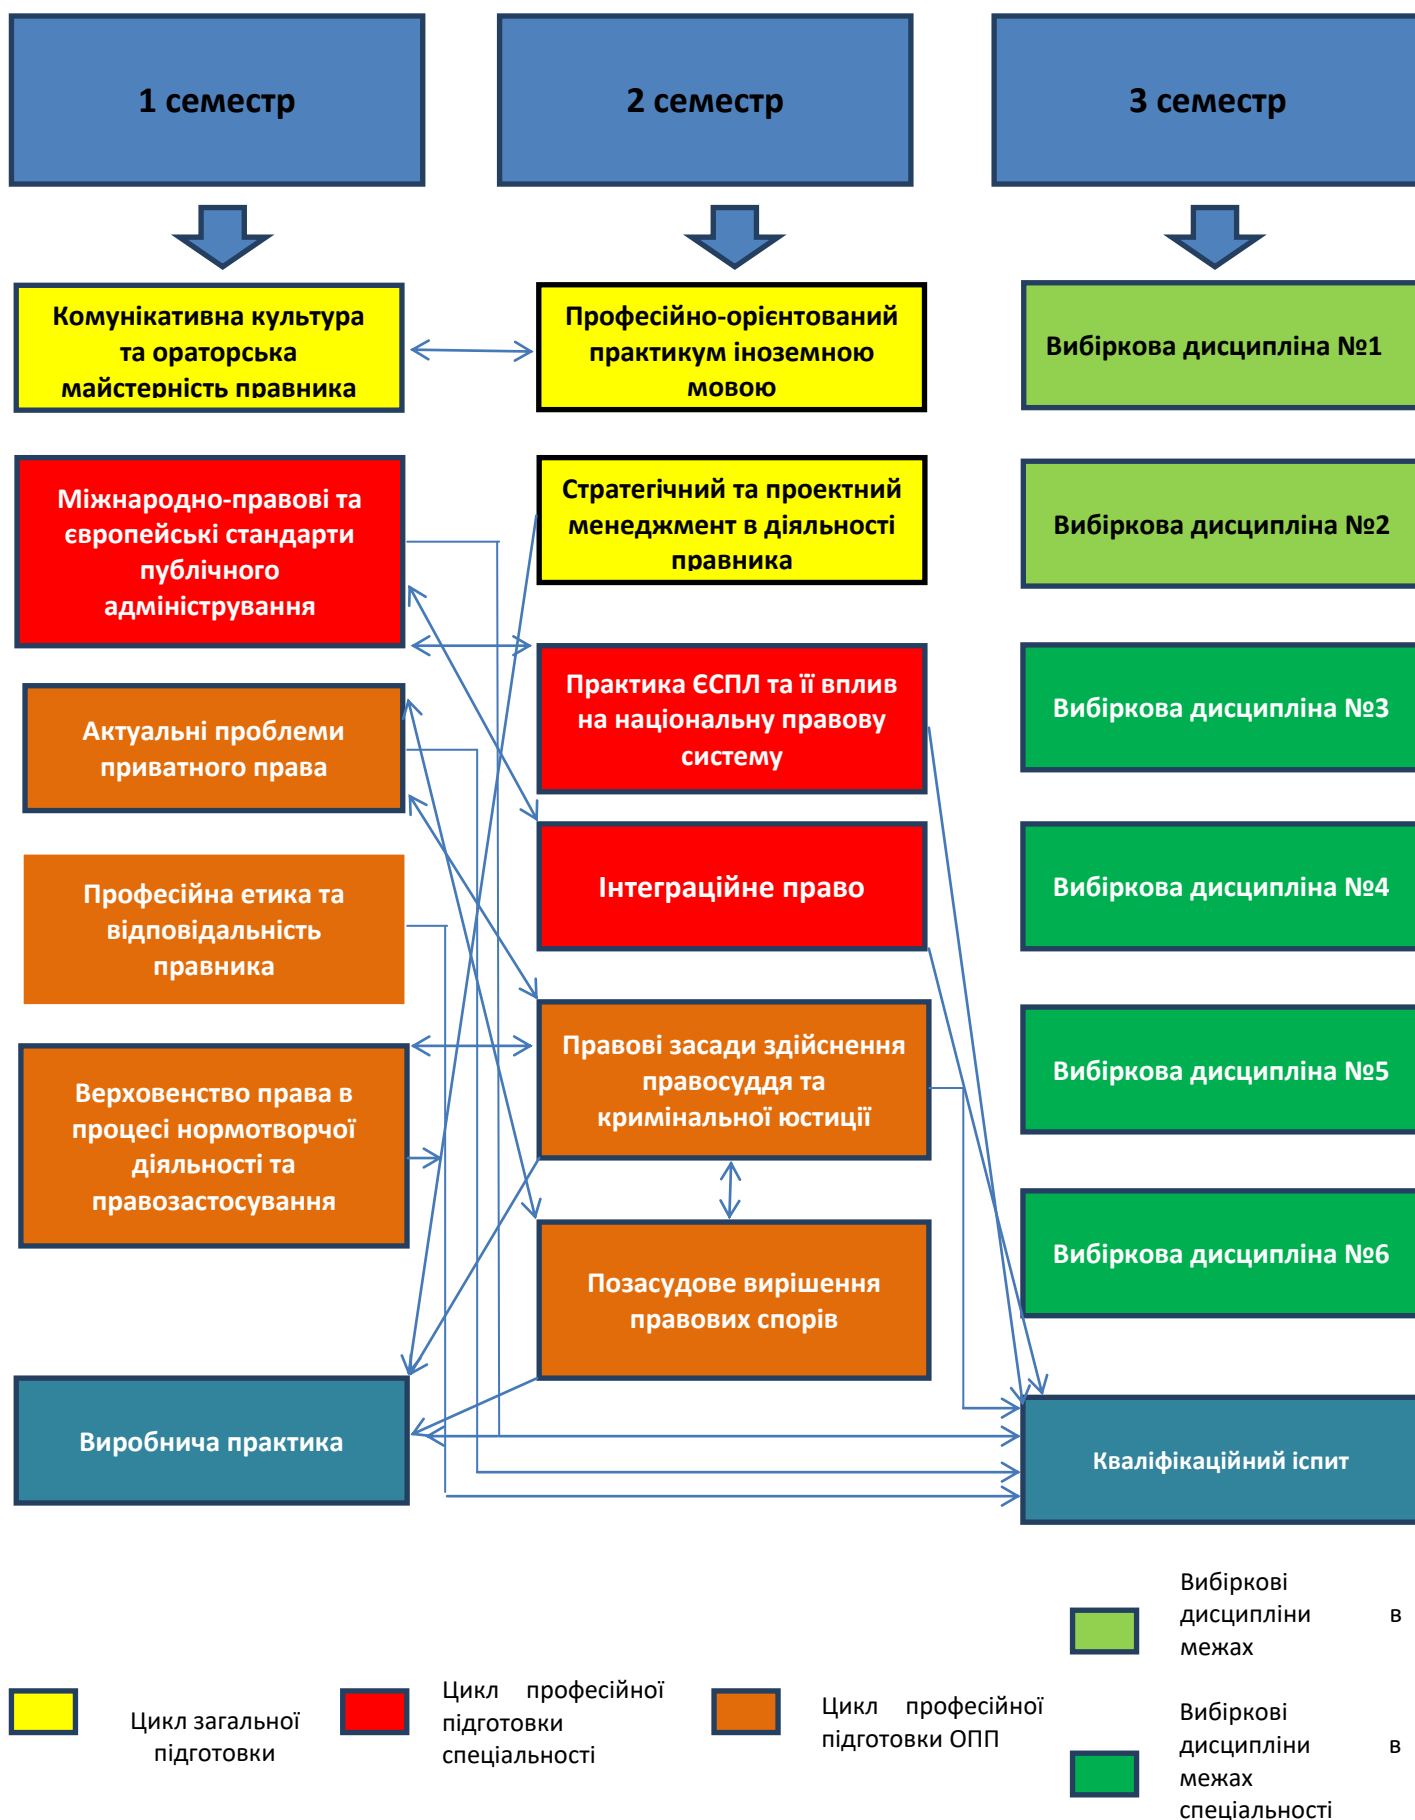 1 семестр
2 семестр
3 семестр
Комунікативна культура
та ораторська
майстерність правника
Професійно-орієнтований
практикум іноземною
мовою
Вибіркова дисципліна №1
Міжнародно-правові та
європейські стандарти
публічного
адміністрування
Стратегічний та проектний
менеджмент в діяльності
правника
Вибіркова дисципліна №2
Актуальні проблеми
приватного права
Практика ЄСПЛ та її вплив
на національну правову
систему
Вибіркова дисципліна №3
Професійна етика та
відповідальність
правника
Інтеграційне право
Вибіркова дисципліна №4
Верховенство права в
процесі нормотворчої
діяльності та
правозастосування
Правові засади здійснення
правосуддя та
кримінальної юстиції
Вибіркова дисципліна №5
Позасудове вирішення
правових спорів
Вибіркова дисципліна №6
Виробнича практика
Кваліфікаційний іспит
Вибіркові
дисципліни в
межах
Цикл загальної
підготовки
Цикл професійної
підготовки
спеціальності
Цикл професійної
підготовки ОПП
Вибіркові
дисципліни в
межах
спеціальності